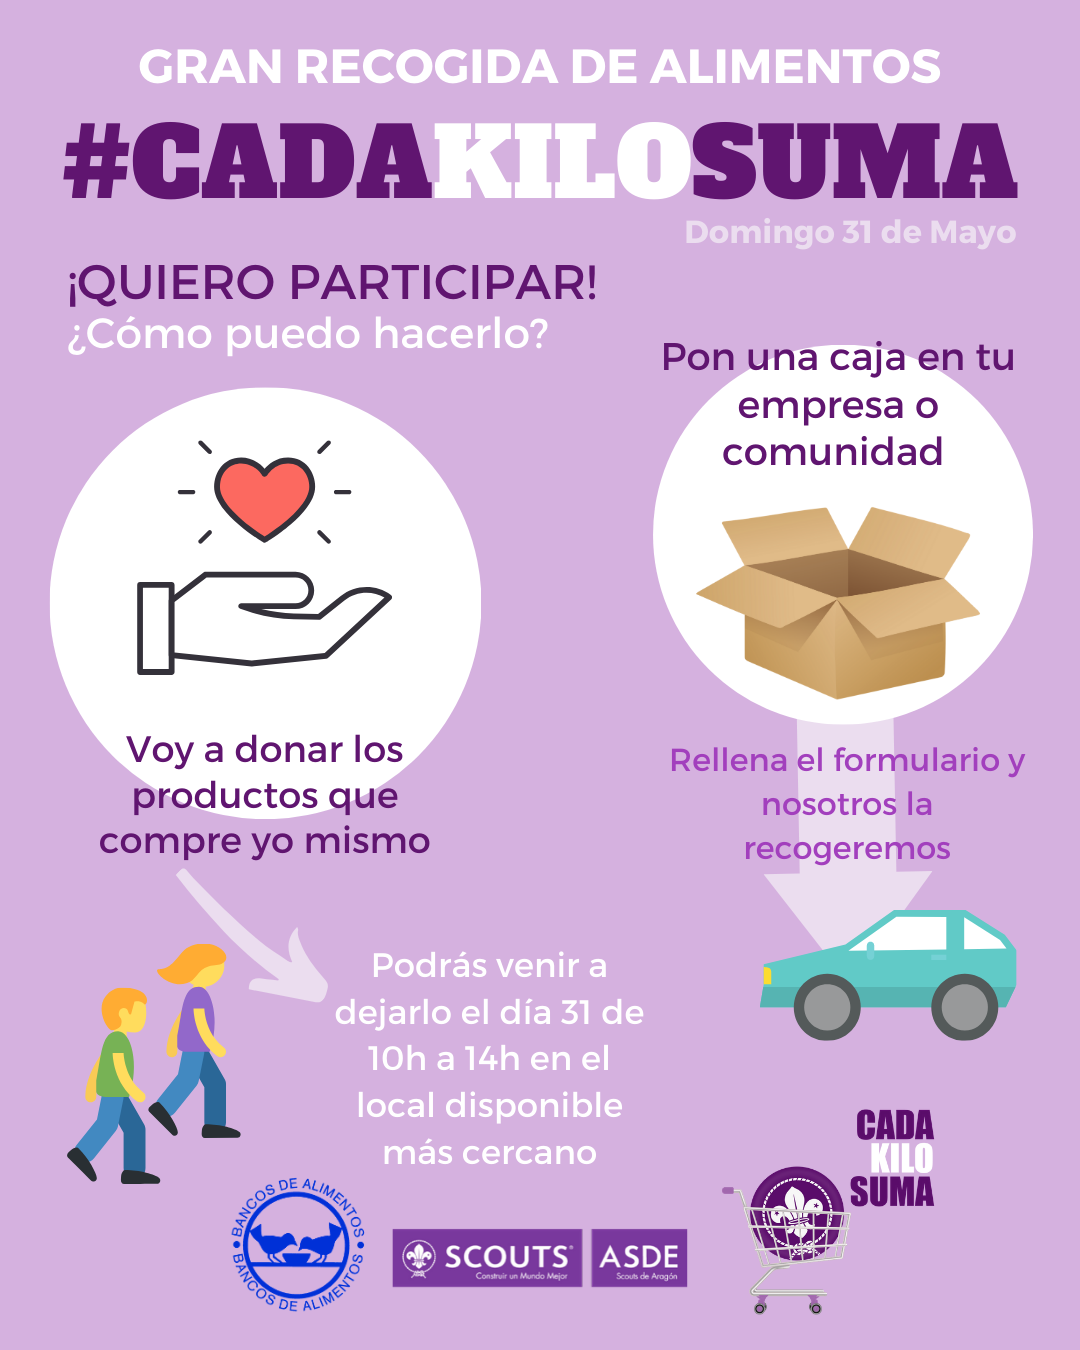 GRAN RECOGIDA DE ALIMENTOS
#CADAKILOSUMA
Domingo 31 de Mayo
¡QUIERO PARTICIPAR!
¿Cómo puedo hacerlo?
Pon una caja en tu
empresa o
comunidad
Voy a donar los
productos que
compre yo mismo
Rellena el formulario y
nosotros la
recogeremos
Podrás venir a
dejarlo el día 31 de
10h a 14h en el
local disponible
más cercano
CADA
KILO
SUMA
BANCOS DE ALIMENTOS
BANCOS DE ALIMENTOS
SCOUTS
Construir un Mundo Mejor
ASDE
Scouts de Aragón